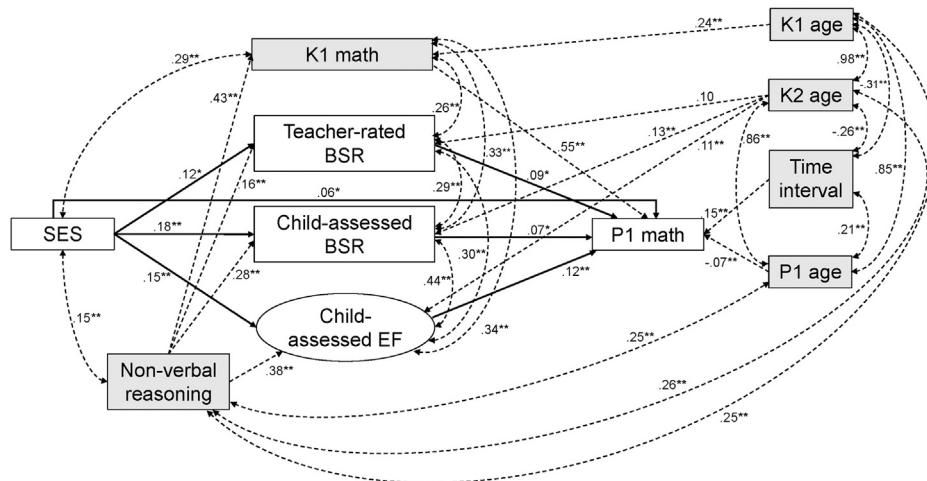 K1 age
.24**
K1 math
.29**
.98**
-.31**
.43**
K2 age
.26**
.10
Teacher-rated
BSR
.13**
.86**
-.26**
.55**
.11**
.33**
.12*
.16**
.09*
.29**
Time
interval
.85**
.06*
Child-assessed
BSR
SES
.18**
.07*
P1 math
.15**
.21**
.28**
.30**
-.07**
P1 age
.15**
.44**
.12**
Child-
assessed EF
.15**
.34**
.25**
Non-verbal
reasoning
.38**
.26**
.25**